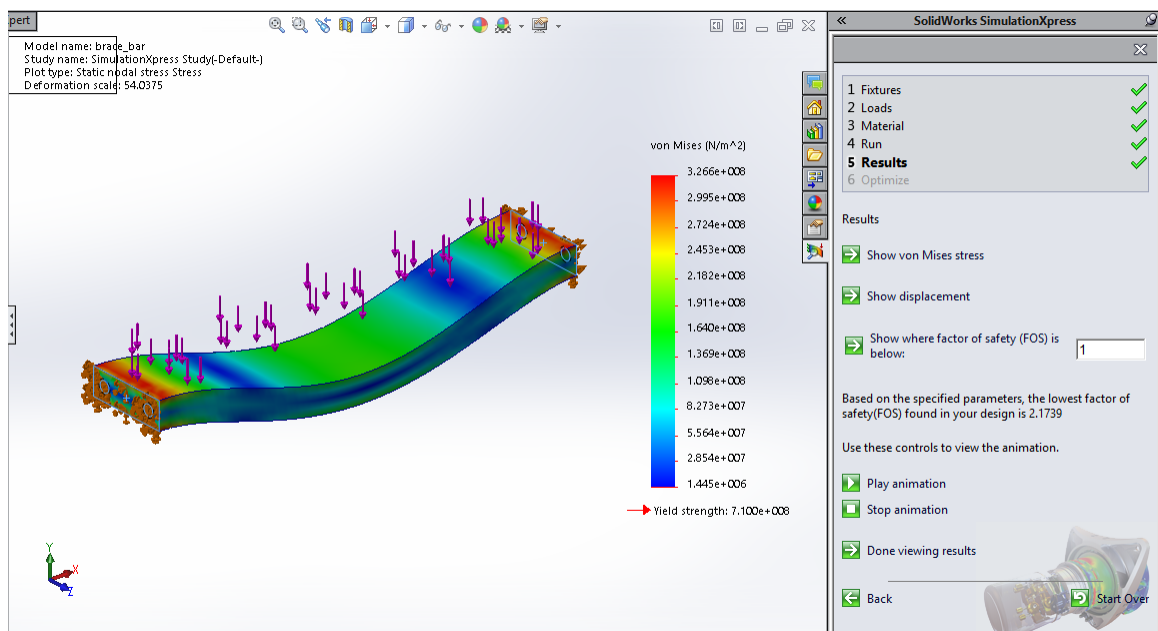 pert
Model name: brace_bar
Study name: SimulationXpress Study(-Default-)
Plot type: Static nodal stress Stress
Deformation scale: 54.0375
von Mises (N/m^2)
3.266e+008
2.995e+008
2.724e+008
2.453e+008
2.182e+008
1.911e+008
1.640e+008
1.369e+008
1.098e+008
8.273e+007
5.564e+007
2.854e+007
1.445e+006
Yield strength: 7.100e+008
Y
X
Z
SolidWorks SimulationXpress
1 Fixtures
2 Loads
3 Material
4 Run
5 Results
6 Optimize
Results
Show von Mises stress
Show displacement
Show where factor of safety (FOS) is
below:
1
Based on the specified parameters, the lowest factor of
safety(FOS) found in your design is 2.1739
Use these controls to view the animation.
Play animation
Stop animation
Done viewing results
Back
Start Over